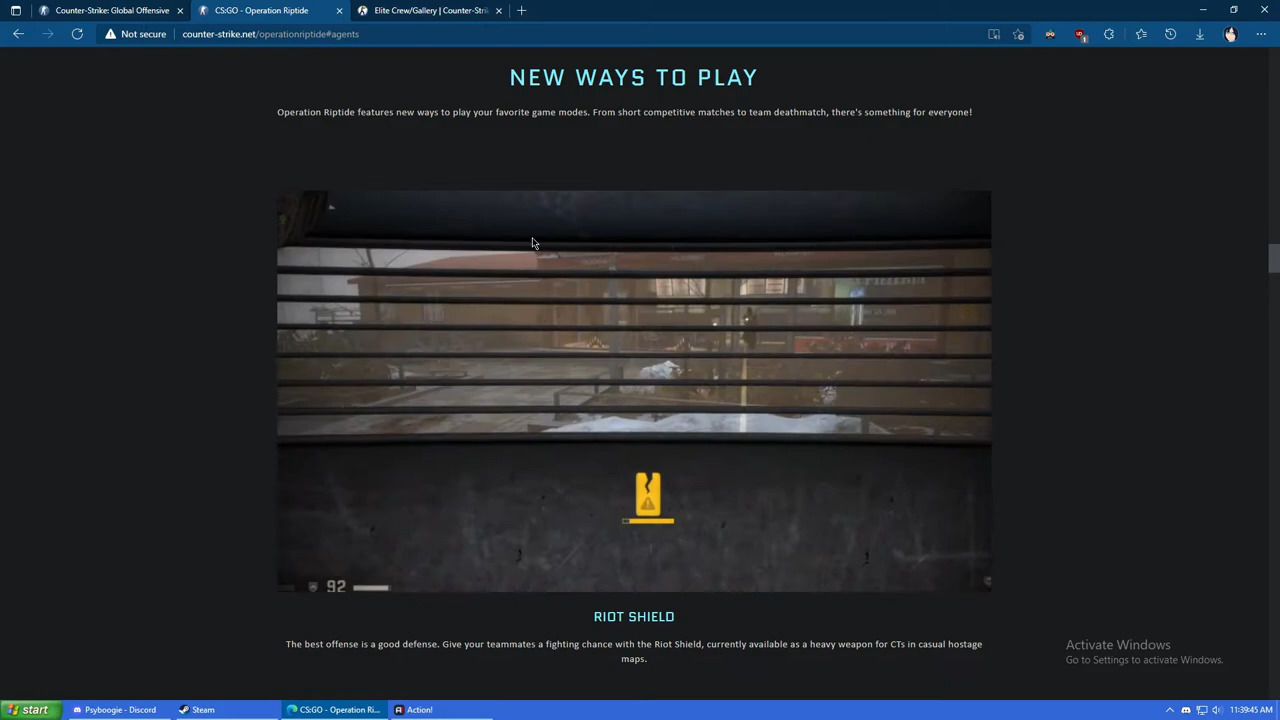 Counter-Strike: Global Offensive
CS:GO - Operation Riptide
Elite Crew/Gallery | Counter-Stri
Not secure
counter-strike.net/operationriptide#agents
NEW WAYS TO PLAY
Operation Riptide features new ways to play your favorite game modes. From short competitive matches to team deathmatch, there's something for everyone!
92
RIOT SHIELD
The best offense is a good defense. Give your teammates a fighting chance with the Riot Shield, currently available as a heavy weapon for CTs in casual hostage
maps.
Activate Windows
Go to Settings to activate Windows.
start
Psyboogie - Discord
Steam
CS:GO - Operation Ri...
Action!
11:39:45 AM